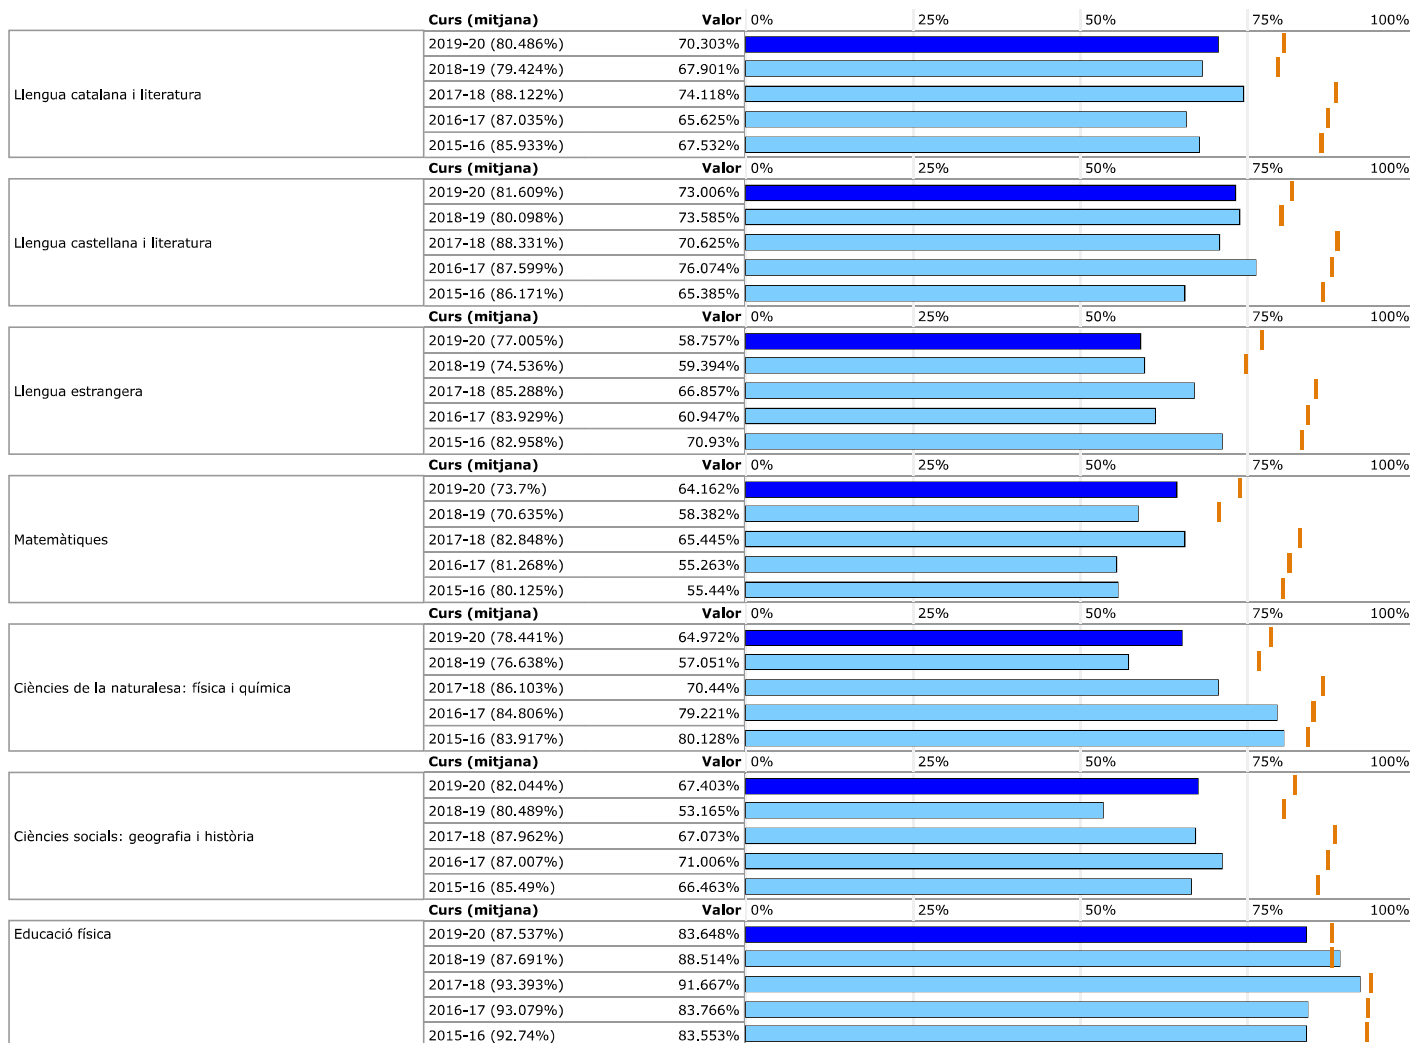 Curs (mitjana) Valor 0% 25% 50% 75% 100%
2019-20 (80.486%) 70.303%
2018-19 (79.424%) 67.901%
Llengua catalana i literatura 2017-18 (88.122%) 74.118%
2016-17 (87.035%) 65.625%
2015-16 (85.933%) 67.532%
Curs (mitjana) Valor 0% 25% 50% 75% 100%
2019-20 (81.609%) 73.006%
2018-19 (80.098%) 73.585%
Llengua castellana i literatura 2017-18 (88.331%) 70.625%
2016-17 (87.599%) 76.074%
2015-16 (86.171%) 65.385%
Curs (mitjana) Valor 0% 25% 50% 75% 100%
2019-20 (77.005%) 58.757%
2018-19 (74.536%) 59.394%
Llengua estrangera 2017-18 (85.288%) 66.857%
2016-17 (83.929%) 60.947%
2015-16 (82.958%) 70.93%
Curs (mitjana) Valor 0% 25% 50% 75% 100%
2019-20 (73.7%) 64.162%
2018-19 (70.635%) 58.382%
Matemàtiques 2017-18 (82.848%) 65.445%
2016-17 (81.268%) 55.263%
2015-16 (80.125%) 55.44%
Curs (mitjana) Valor 0% 25% 50% 75% 100%
2019-20 (78.441%) 64.972%
2018-19 (76.638%) 57.051%
Ciències de la naturalesa: física i química 2017-18 (86.103%) 70.44%
2016-17 (84.806%) 79.221%
2015-16 (83.917%) 80.128%
Curs (mitjana) Valor 0% 25% 50% 75% 100%
2019-20 (82.044%) 67.403%
2018-19 (80.489%) 53.165%
Ciències socials: geografia i història 2017-18 (87.962%) 67.073%
2016-17 (87.007%) 71.006%
2015-16 (85.49%) 66.463%
Curs (mitjana) Valor 0% 25% 50% 75% 100%
Educació física 2019-20 (87.537%) 83.648%
2018-19 (87.691%) 88.514%
2017-18 (93.393%) 91.667%
2016-17 (93.079%) 83.766%
2015-16 (92.74%) 83.553%